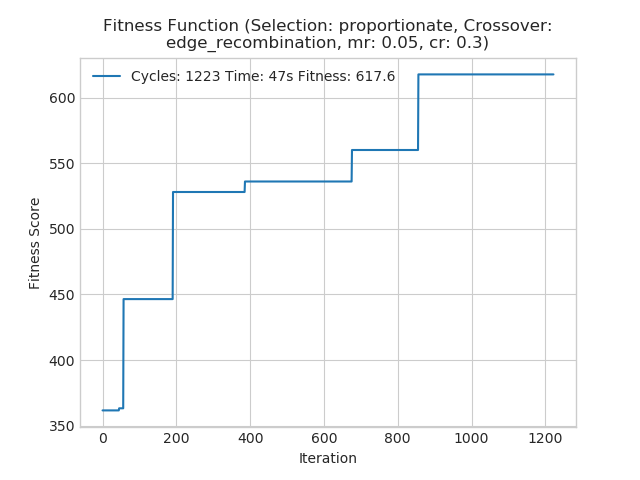 Fitness Function (Selection: proportionate, Crossover:
edge_recombination, mr: 0.05, cr: 0.3)
Cycles: 1223 Time: 47s Fitness: 617.6
600
550
500
450
400
350
Fitness Score
0 200 400 600 800 1000 1200
Iteration